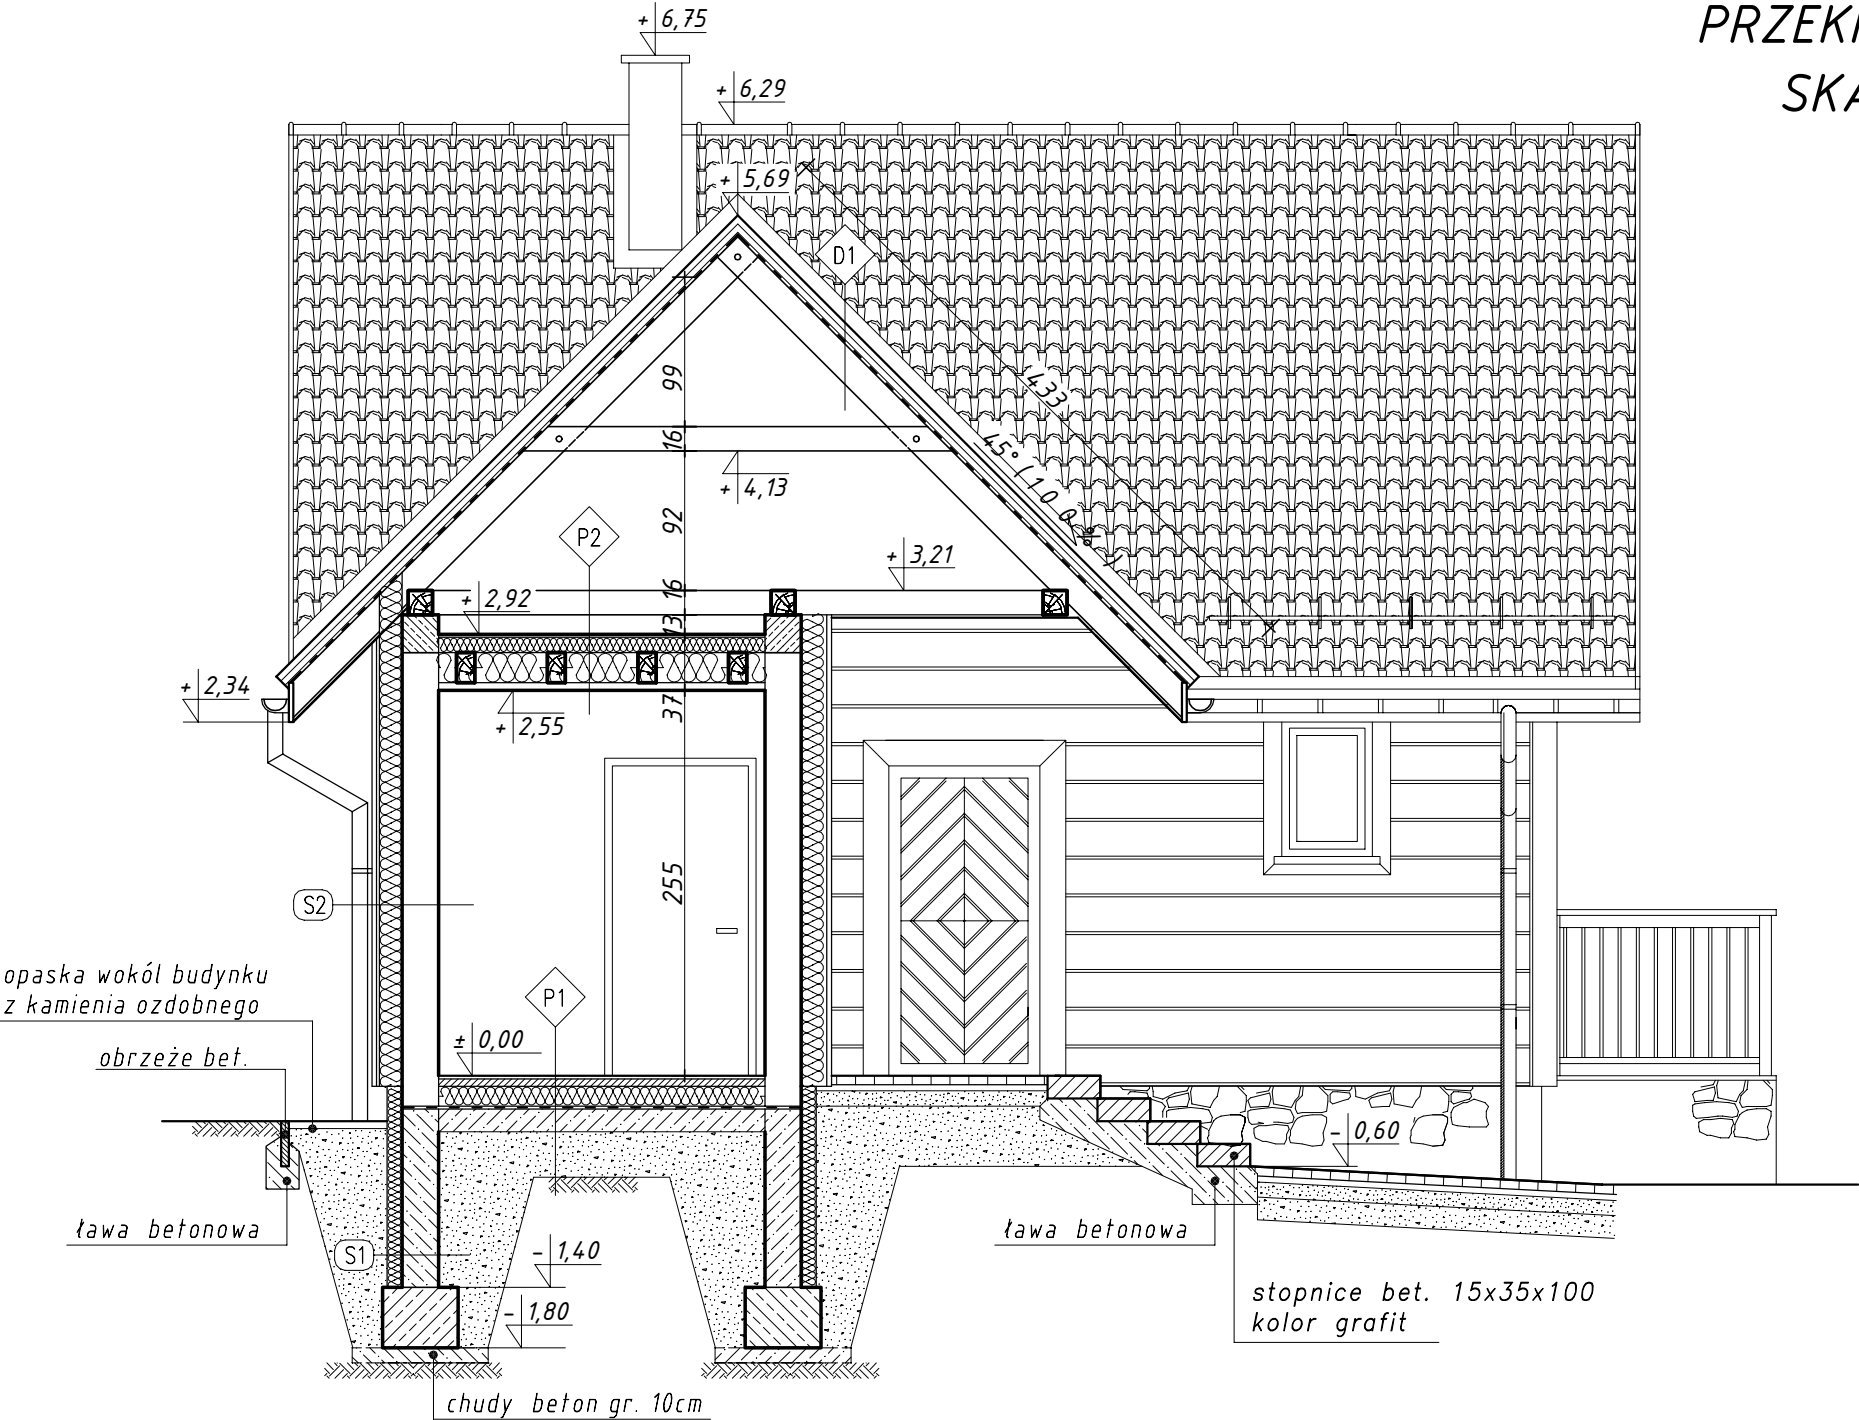 + 6,75
PRZEK
SKA
+ 6,29
+ 5,69
D1
99
433
16
45° (100%)
+ 4,13
92
P2
+ 3,21
16
+ 2,92
13
+ 2,34
37
+ 2,55
255
S2
opaska wokół budynku
z kamienia ozdobnego
P1
± 0,00
obrzeże bet.
- 0,60
ława betonowa
ława betonowa
S1
- 1,40
- 1,80
stopnice bet. 15x35x100
kolor grafit
chudy beton gr. 10cm